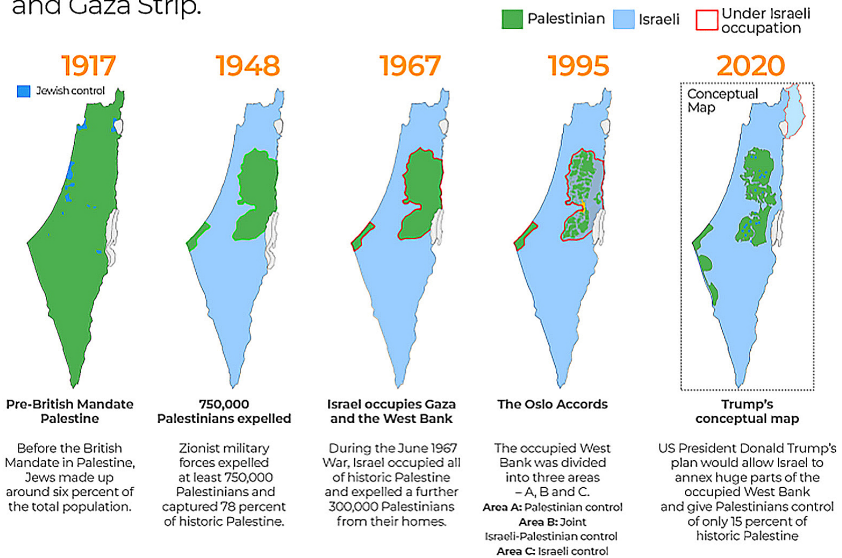 and Gaza Strip.
Palestinian
Israeli
Under Israeli
occupation
1917
Jewish control
Pre-British Mandate
Palestine
Before the British
Mandate in Palestine,
Jews made up
around six percent of
the total population.
1948
750,000
Palestinians expelled
Zionist military
forces expelled
at least 750,000
Palestinians and
captured 78 percent
of historic Palestine.
1967
Israel occupies Gaza
and the West Bank
During the June 1967
War, Israel occupied all
of historic Palestine
and expelled a further
300,000 Palestinians
from their homes.
1995
The Oslo Accords
The occupied West
Bank was divided
into three areas
– A, B and C.
Area A: Palestinian control
Area B: Joint
Israeli-Palestinian control
Area C: Israeli control
2020
Conceptual
Map
Trump's
conceptual map
US President Donald Trump's
plan would allow Israel to
annex huge parts of the
occupied West Bank
and give Palestinians control
of only 15 percent of
historic Palestine